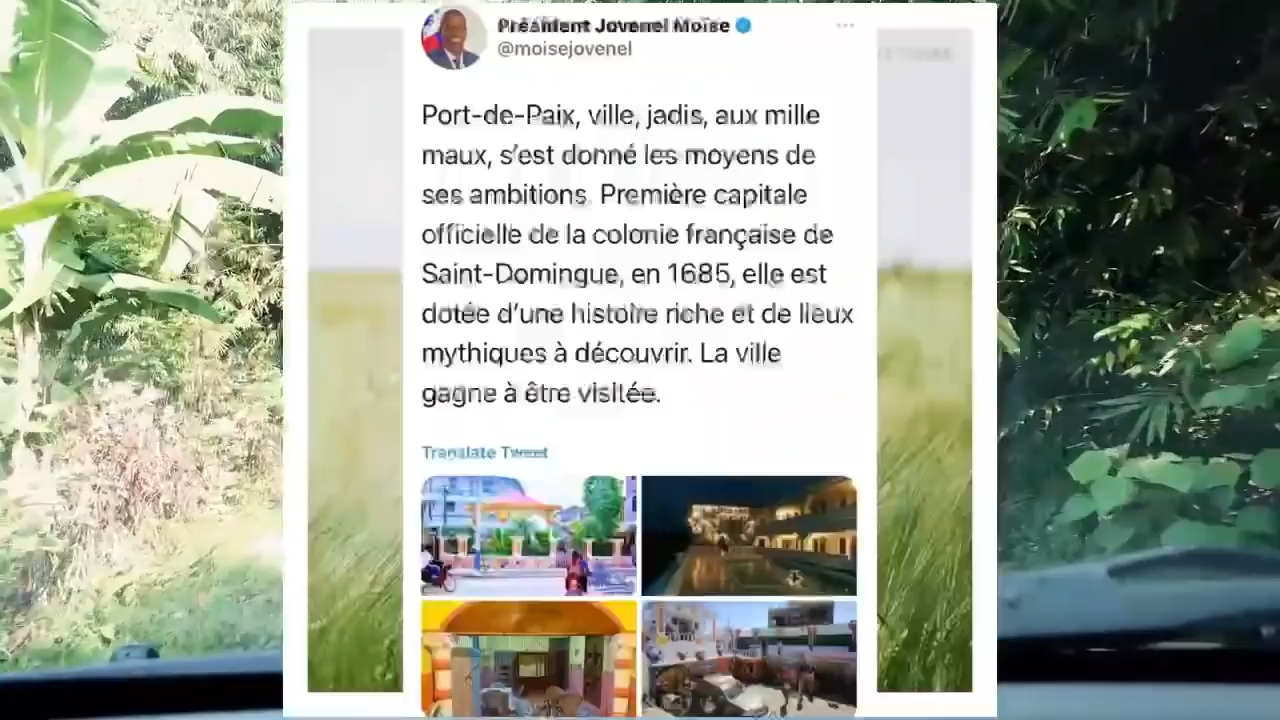 Président Jovenel Moïse
@moisejovenel
Port-de-Paix, ville, jadis, aux mille
maux, s’est donné les moyens de
ses ambitions. Première capitale
officielle de la colonie française de
Saint-Domingue, en 1685, elle est
dotée d’une histoire riche et de lieux
mythiques à découvrir. La ville
gagne à être visitée.
Translate Tweet